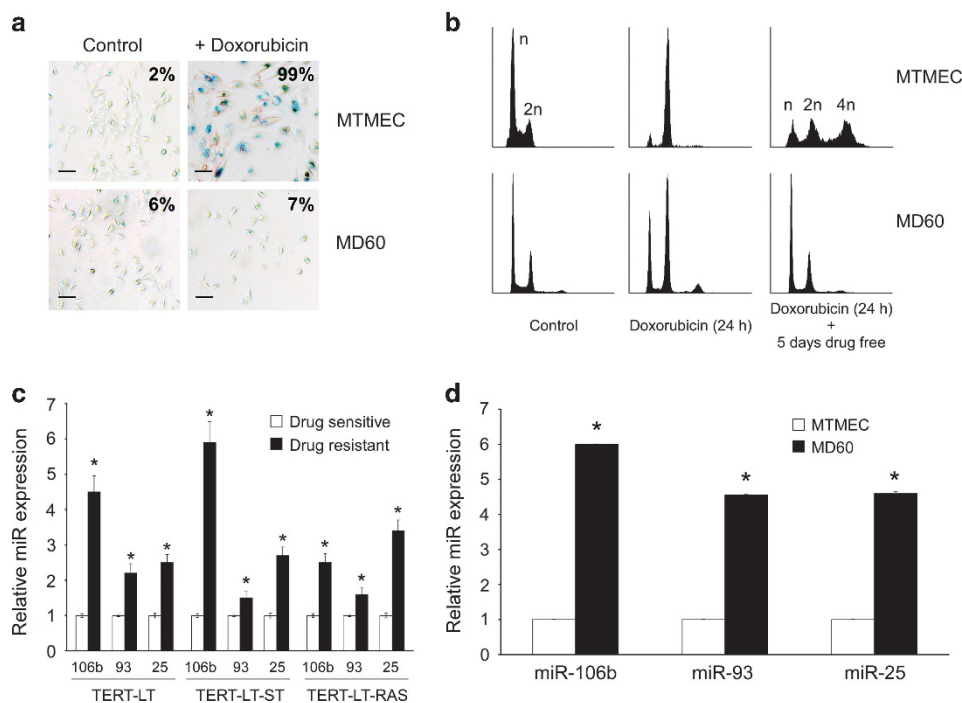 a
Control
+ Doxorubicin
2%
99%
MTMEC
6%
7%
MD60
b
n
2n
n 2n 4n
MTMEC
MD60
Control
Doxorubicin (24 h)
Doxorubicin (24 h)
+
5 days drug free
c
Relative miR expression
7
6
5
4
3
2
1
0
Drug sensitive
Drug resistant
* * * * * * * * *
106b 93 25 106b 93 25 106b 93 25
TERT-LT TERT-LT-ST TERT-LT-RAS
d
Relative miR expression
7
6
5
4
3
2
1
0
MTMEC
MD60
* * *
miR-106b miR-93 miR-25